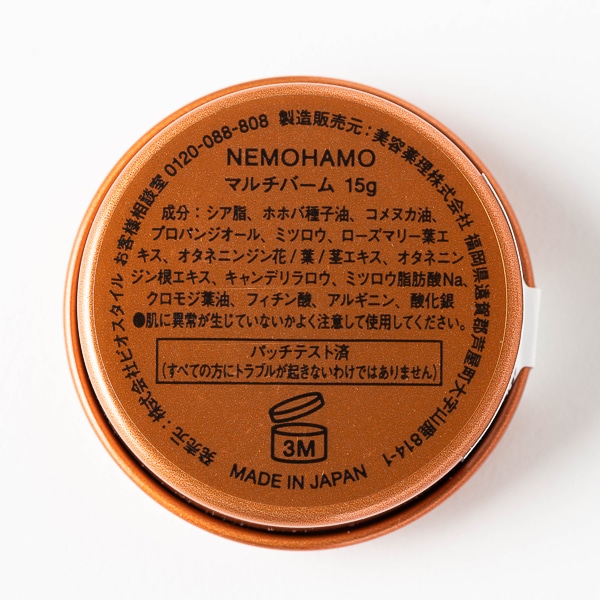 製造販売元：美容薬理株式会社 福岡県遠賀郡芦屋町大字山鹿814-1
発売元：株式会社ビオスタイル お客様相談室 0120-088-808
NEMOHAMO
マルチバーム 15g
成分：シア脂、ホホバ種子油、コメヌカ油、
プロパンジオール、ミツロウ、ローズマリー葉エ
キス、オタネニンジン花/葉/茎エキス、オタネニン
ジン根エキス、キャンデリラロウ、ミツロウ脂肪酸Na、
クロモジ葉油、フィチン酸、アルギニン、酸化銀
●肌に異常が生じていないかよく注意して使用してください。
パッチテスト済
(すべての方にトラブルが起きないわけではありません)
3M
MADE IN JAPAN